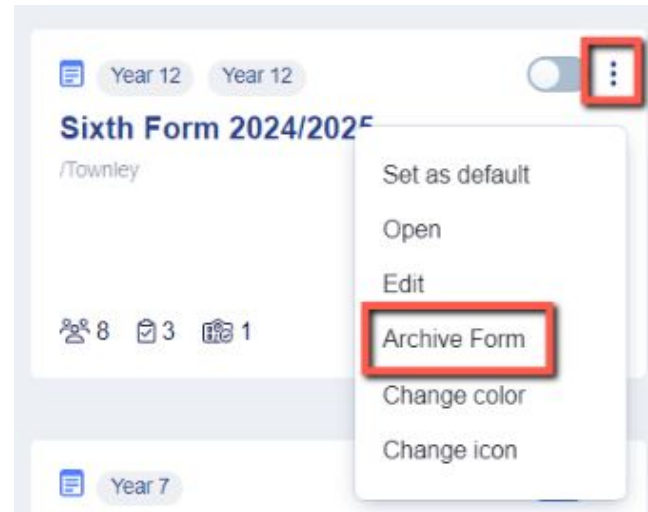 Year 12 Year 12
Sixth Form 2024/2025
/Townley
Set as default
Open
Edit
8 3 1
Archive Form
Change color
Change icon
Year 7